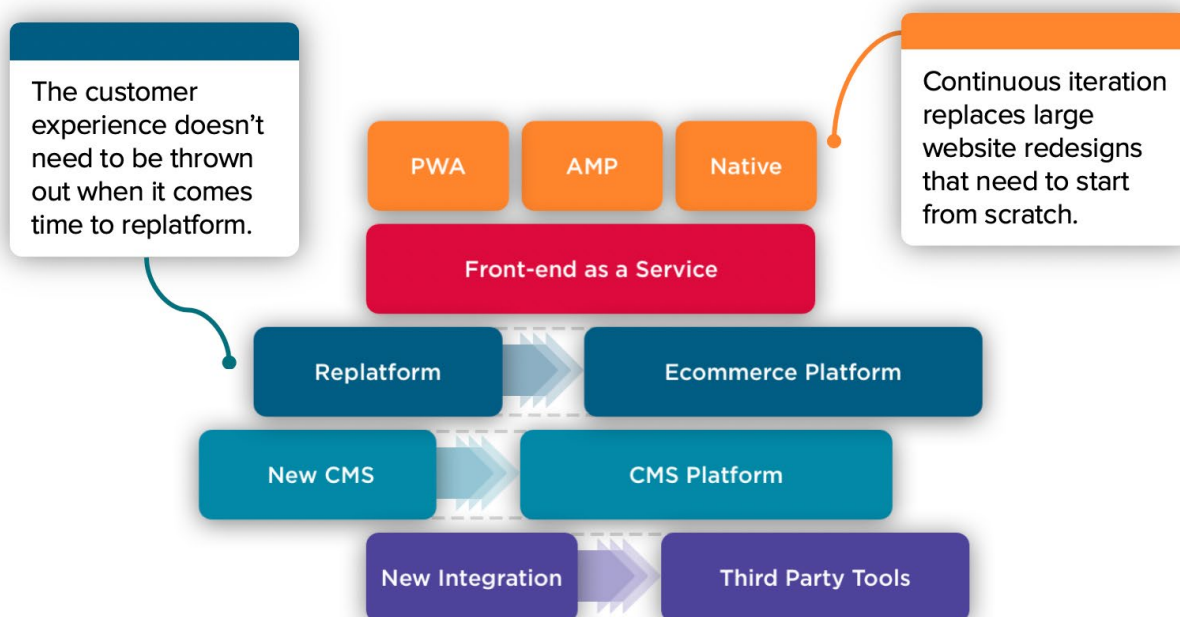 The customer
experience doesn’t
need to be thrown
out when it comes
time to replatform.
Continuous iteration
replaces large
website redesigns
that need to start
from scratch.
PWA
AMP
Native
Front-end as a Service
Replatform
Ecommerce Platform
New CMS
CMS Platform
New Integration
Third Party Tools